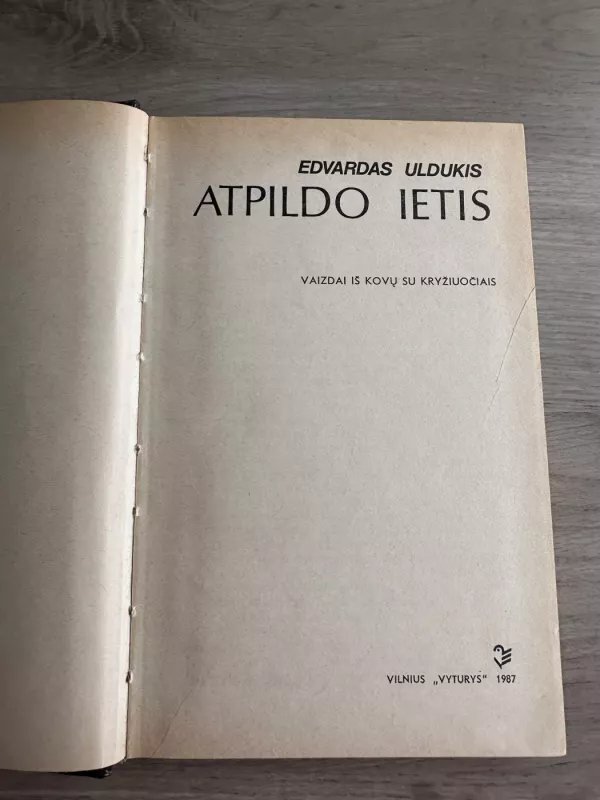 EDVARDAS ULDUKIS
ATPILDO IETIS
VAIZDAI IŠ KOVŲ SU KRYŽIUOČIAIS
VILNIUS „VYTURYS“ 1987